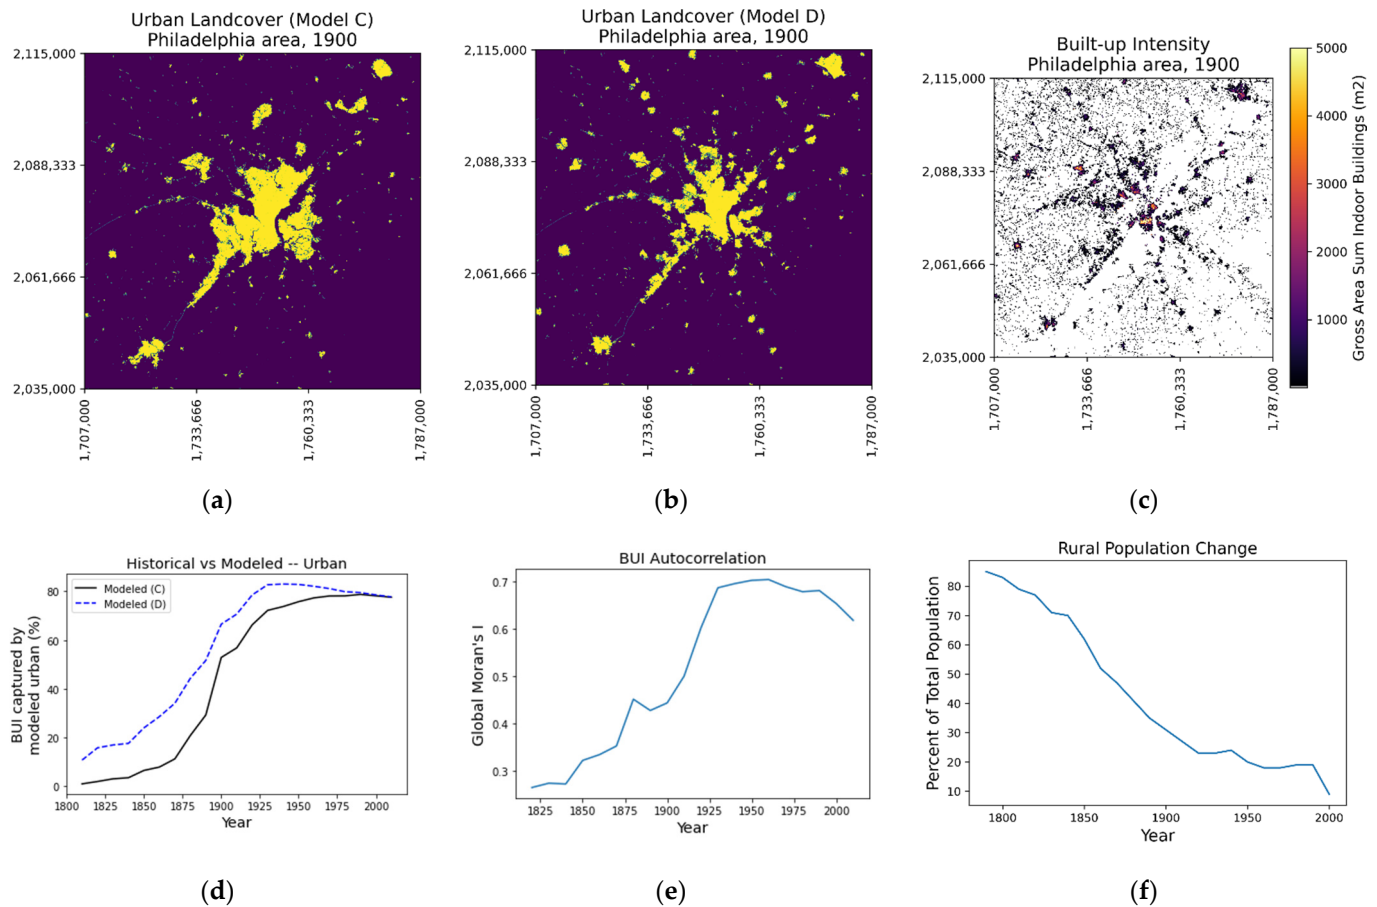 Urban Landcover (Model C)
Philadelphia area, 1900
2,115,000
2,088,333
2,061,666
2,035,000
1,707,000
1,733,666
1,760,333
1,787,000
(a)
Urban Landcover (Model D)
Philadelphia area, 1900
2,115,000
2,088,333
2,061,666
2,035,000
1,707,000
1,733,666
1,760,333
1,787,000
(b)
Built-up Intensity
Philadelphia area, 1900
2,115,000
2,088,333
2,061,666
2,035,000
1,707,000
1,733,666
1,760,333
1,787,000
5000
4000
3000
2000
1000
Gross Area Sum Indoor Buildings (m2)
(c)
Historical vs Modeled -- Urban
Modeled (C)
Modeled (D)
BUI captured by
modeled urban (%)
80
60
40
20
0
1800
1825
1850
1875
1900
1925
1950
1975
2000
Year
(d)
BUI Autocorrelation
Global Moran's I
0.7
0.6
0.5
0.4
0.3
1825
1850
1875
1900
1925
1950
1975
2000
Year
(e)
Rural Population Change
Percent of Total Population
80
70
60
50
40
30
20
10
1800
1850
1900
1950
2000
Year
(f)